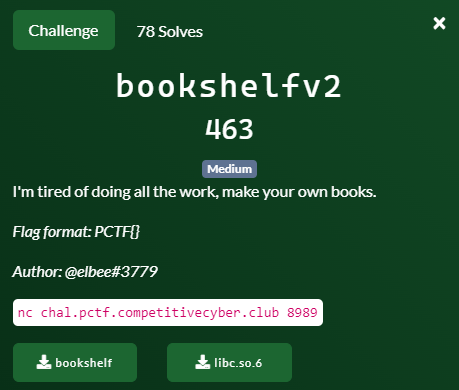 Challenge 78 Solves ×
bookshelfv2
463
Medium
I'm tired of doing all the work, make your own books.
Flag format: PCTF{}
Author: @elbee#3779
nc chal.pctf.competitivecyber.club 8989
bookshelf libc.so.6